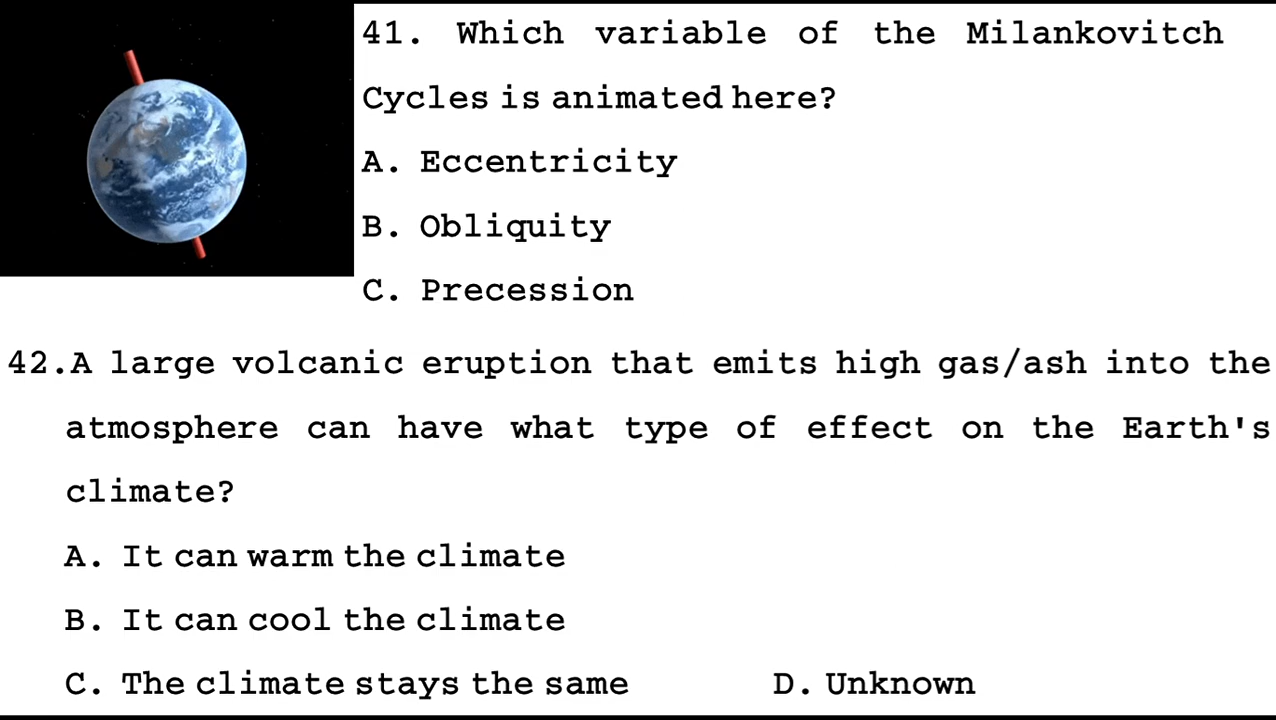 41. Which variable of the Milankovitch
Cycles is animated here?
A. Eccentricity
B. Obliquity
C. Precession
42.A large volcanic eruption that emits high gas/ash into the
atmosphere can have what type of effect on the Earth's
climate?
A. It can warm the climate
B. It can cool the climate
C. The climate stays the same D. Unknown